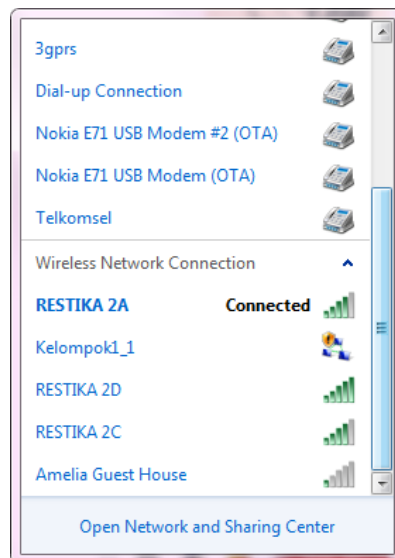 3gprs
Dial-up Connection
Nokia E71 USB Modem #2 (OTA)
Nokia E71 USB Modem (OTA)
Telkomsel
Wireless Network Connection
RESTIKA 2A Connected
Kelompok1_1
RESTIKA 2D
RESTIKA 2C
Amelia Guest House
Open Network and Sharing Center